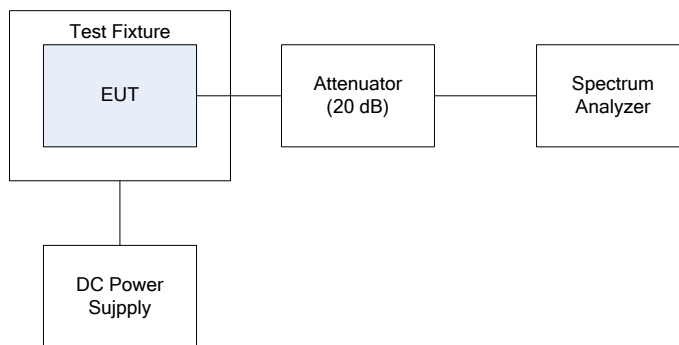 Test Fixture
EUT
Attenuator
(20 dB)
Spectrum
Analyzer
DC Power
Sujpply